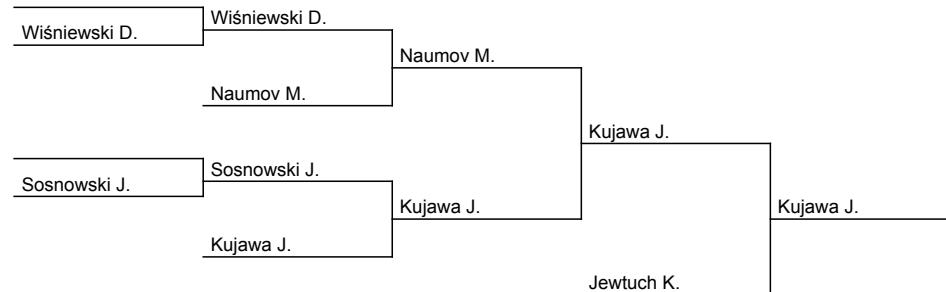 Wiśniewski D.
Wiśniewski D.
Naumov M.
Naumov M.
Kujawa J.
Sosnowski J.
Sosnowski J.
Kujawa J.
Kujawa J.
Kujawa J.
Jewtuch K.